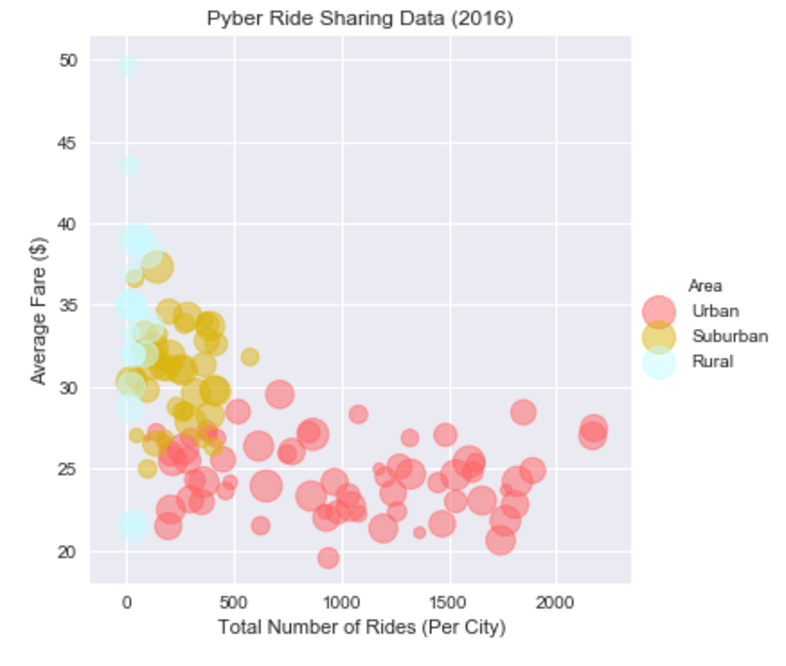 Pyber Ride Sharing Data (2016)
50
45
40
35
30
25
20
Average Fare ($)
0
500
1000
1500
2000
Total Number of Rides (Per City)
Area
Urban
Suburban
Rural